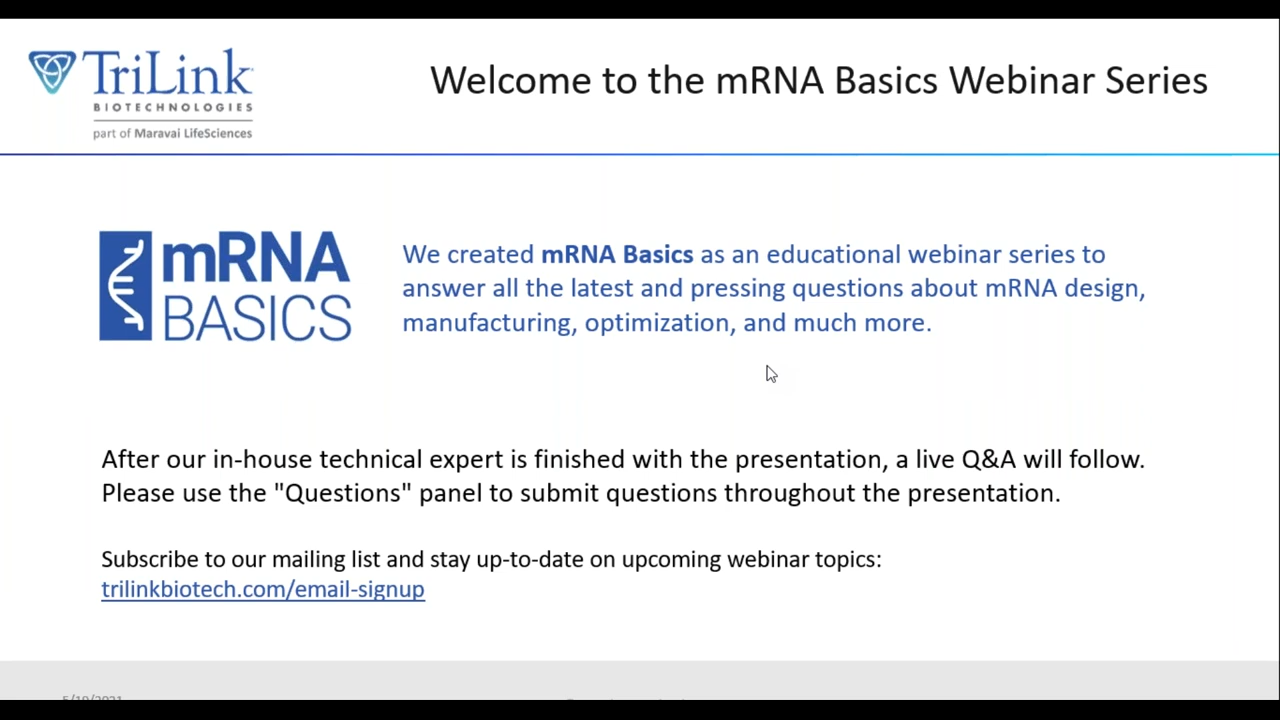 TriLink
BIOTECHNOLOGIES
part of Maravai LifeSciences
Welcome to the mRNA Basics Webinar Series
mRNA
BASICS
We created mRNA Basics as an educational webinar series to
answer all the latest and pressing questions about mRNA design,
manufacturing, optimization, and much more.
After our in-house technical expert is finished with the presentation, a live Q&A will follow.
Please use the "Questions" panel to submit questions throughout the presentation.
Subscribe to our mailing list and stay up-to-date on upcoming webinar topics:
trilinkbiotech.com/email-signup